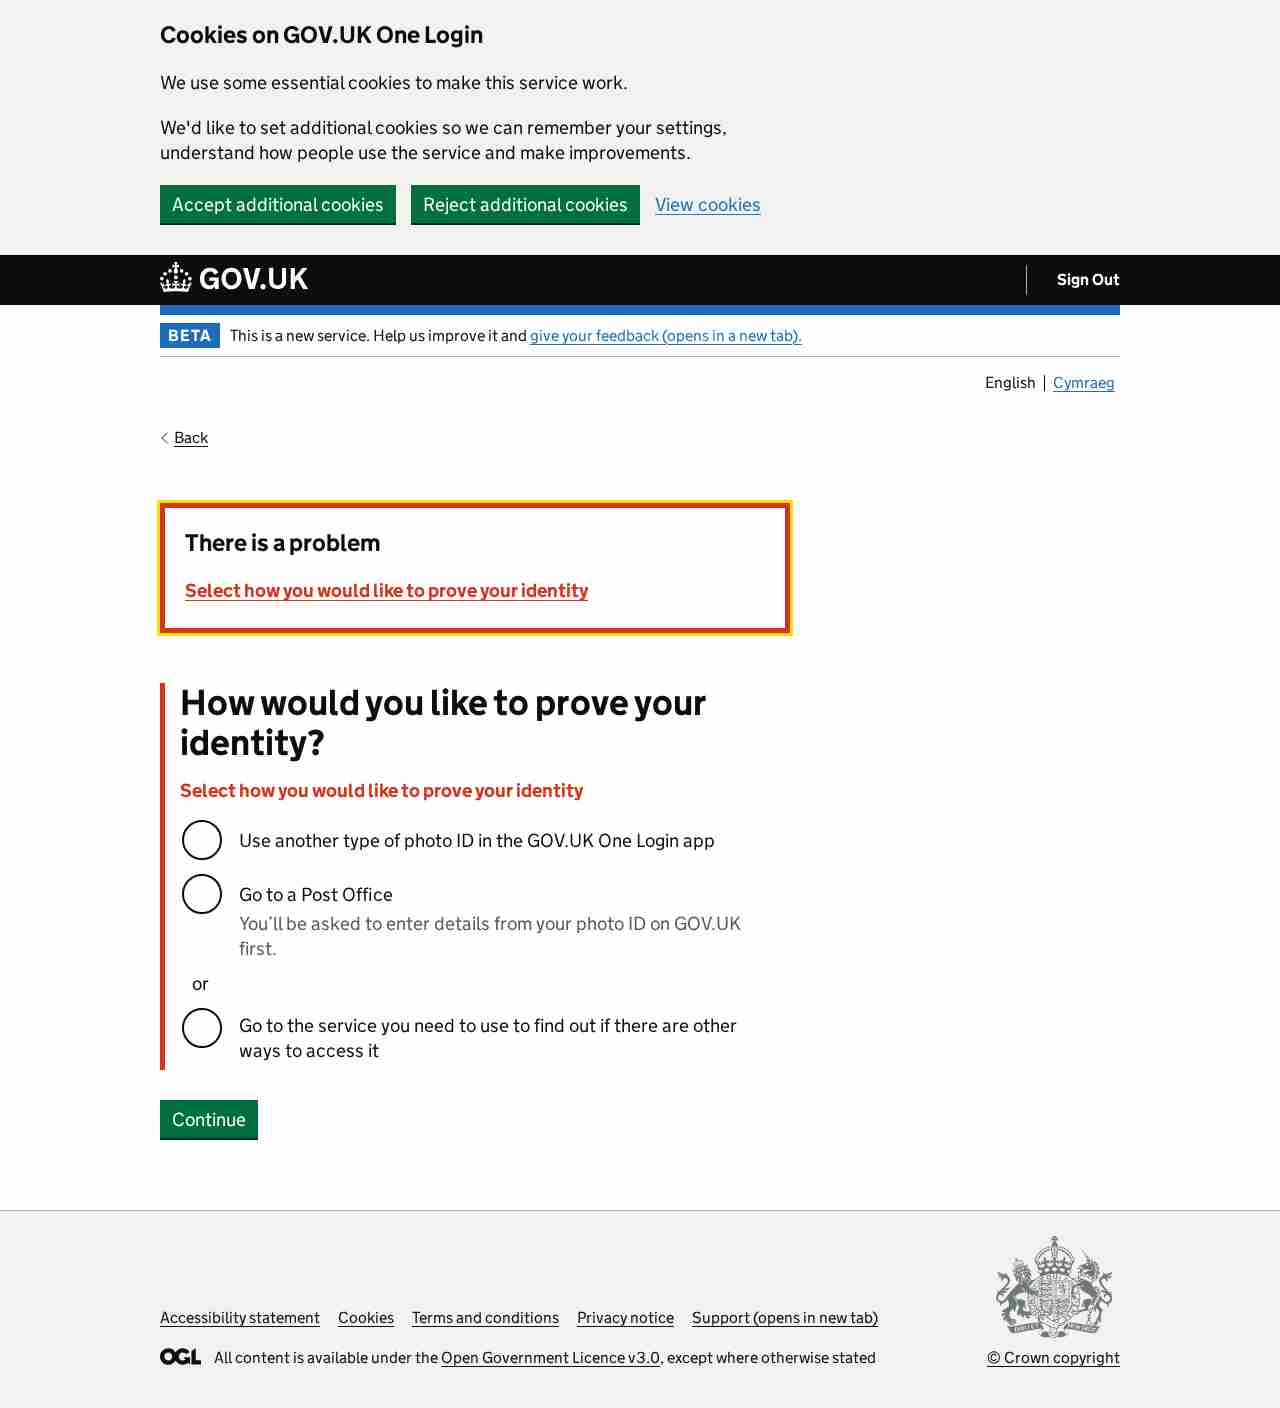 Cookies on GOV.UK One Login
We use some essential cookies to make this service work.
We'd like to set additional cookies so we can remember your settings,
understand how people use the service and make improvements.
Accept additional cookies Reject additional cookies View cookies
GOV.UK Sign Out
BETA This is a new service. Help us improve it and give your feedback (opens in a new tab).
English Cymraeg
Back
There is a problem
Select how you would like to prove your identity
How would you like to prove your
identity?
Select how you would like to prove your identity
Use another type of photo ID in the GOV.UK One Login app
Go to a Post Office
You’ll be asked to enter details from your photo ID on GOV.UK
first.
or
Go to the service you need to use to find out if there are other
ways to access it
Continue
Accessibility statement Cookies Terms and conditions Privacy notice Support (opens in new tab)
OGL All content is available under the Open Government Licence v3.0, except where otherwise stated © Crown copyright